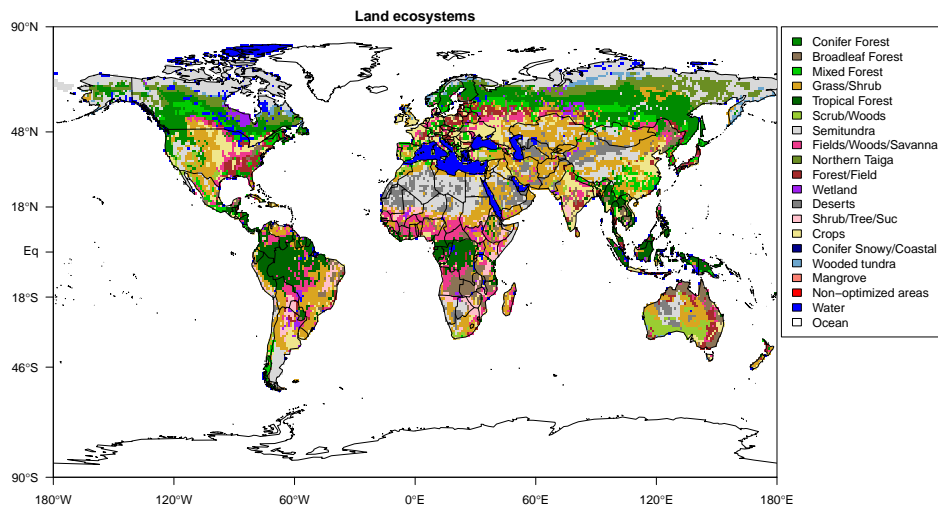 Land ecosystems
90°N
48°N
18°N
Eq
18°S
46°S
90°S
180°W
120°W
60°W
0°E
60°E
120°E
180°E
Conifer Forest
Broadleaf Forest
Mixed Forest
Grass/Shrub
Tropical Forest
Scrub/Woods
Semitundra
Fields/Woods/Savanna
Northern Taiga
Forest/Field
Wetland
Deserts
Shrub/Tree/Suc
Crops
Conifer Snowy/Coastal
Wooded tundra
Mangrove
Non−optimized areas
Water
Ocean